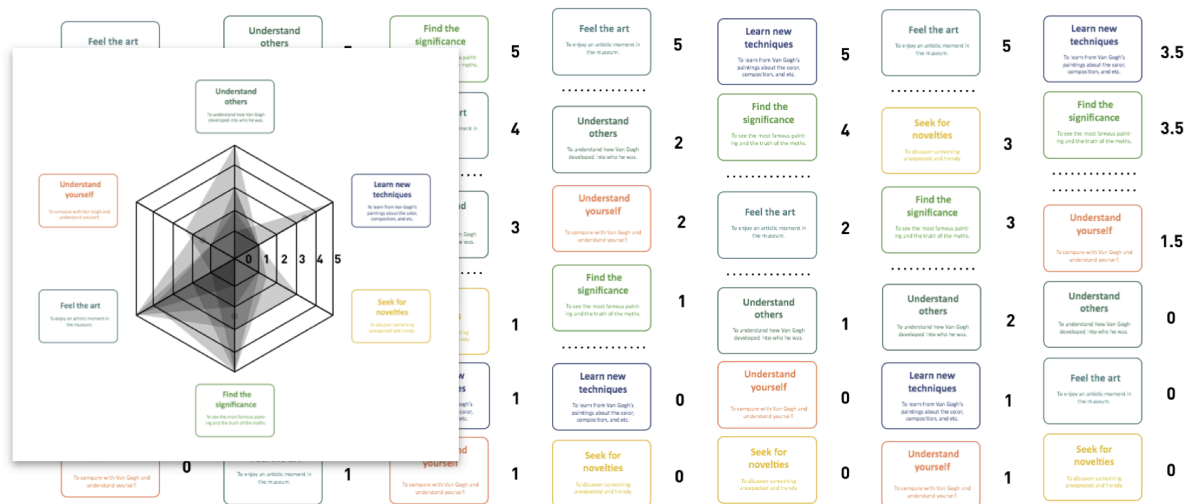 Feel the art
Understand
others
Understand
others
To understand how Van Gogh
developed into who he was.
Understand
yourself
To compare with Van Gogh and
understand yourself.
Learn new
techniques
To learn from Van Gogh's
paintings about the color,
composition, and etc.
0 1 2 3 4 5
Feel the art
To enjoy an artistic moment in
the museum.
Seek for
novelties
To discover something
unexpected and trendy
Find the
significance
To see the most famous paint-
ing and the truth of the myths.
To compare with Van Gogh and
understand yourself.
0
To enjoy an artistic moment in
the museum.
1
Find the
significance
5
4
3
1
1
yourself
To compare with Van Gogh and
understand yourself.
1
Feel the art
To enjoy an artistic moment in
the museum.
5
Understand
others
To understand how Van Gogh
developed into who he was.
2
Understand
yourself
To compare with Van Gogh and
understand yourself.
2
Find the
significance
To see the most famous paint-
ing and the truth of the myths.
1
Learn new
techniques
To learn from Van Gogh's
paintings about the color,
composition, and etc.
0
Seek for
novelties
To discover something
unexpected and trendy
0
Learn new
techniques
To learn from Van Gogh's
paintings about the color,
composition, and etc.
5
Find the
significance
To see the most famous paint-
ing and the truth of the myths.
4
Feel the art
To enjoy an artistic moment in
the museum.
2
Understand
others
To understand how Van Gogh
developed into who he was.
1
Understand
yourself
To compare with Van Gogh and
understand yourself.
0
Seek for
novelties
To discover something
unexpected and trendy
0
Feel the art
To enjoy an artistic moment in
the museum.
5
Seek for
novelties
To discover something
unexpected and trendy
3
Find the
significance
To see the most famous paint-
ing and the truth of the myths.
3
Understand
others
To understand how Van Gogh
developed into who he was.
2
Learn new
techniques
To learn from Van Gogh's
paintings about the color,
composition, and etc.
1
Understand
yourself
To compare with Van Gogh and
understand yourself.
1
Learn new
techniques
To learn from Van Gogh's
paintings about the color,
composition, and etc.
3.5
Find the
significance
To see the most famous paint-
ing and the truth of the myths.
3.5
Understand
yourself
To compare with Van Gogh and
understand yourself.
1.5
Understand
others
To understand how Van Gogh
developed into who he was.
0
Feel the art
To enjoy an artistic moment in
the museum.
0
Seek for
novelties
To discover something
unexpected and trendy
0